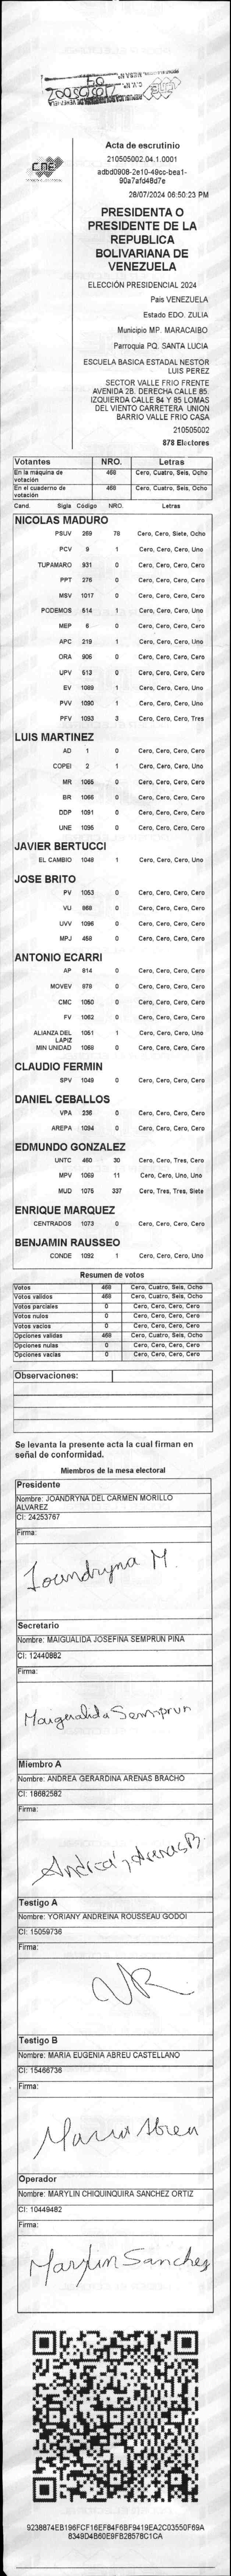 CNE
Acta de escrutinio
210505002.04.1.0001
adbd0908-2e10-49cc-bea1-
90a7afd48d7e
28/07/2024 06:50:23 PM
PRESIDENTA O
PRESIDENTE DE LA
REPUBLICA
BOLIVARIANA DE
VENEZUELA
ELECCIÓN PRESIDENCIAL 2024
Pais VENEZUELA
Estado EDO. ZULIA
Municipio MP. MARACAIBO
Parroquia PQ. SANTA LUCIA
ESCUELA BASICA ESTADAL NESTOR
LUIS PEREZ
SECTOR VALLE FRIO FRENTE
AVENIDA 2B. DERECHA CALLE 85.
IZQUIERDA CALLE 84 Y 85 LOMAS
DEL VIENTO CARRETERA UNION
BARRIO VALLE FRIO CASA
210505002
878 Electores
Votantes NRO. Letras
En la máquina de votación 468 Cero, Cuatro, Seis, Ocho
En el cuaderno de votación 468 Cero, Cuatro, Seis, Ocho
Cand. Sigla Código NRO. Letras
NICOLAS MADURO
PSUV 269 78 Cero, Cero, Siete, Ocho
PCV 9 1 Cero, Cero, Cero, Uno
TUPAMARO 931 0 Cero, Cero, Cero, Cero
PPT 276 0 Cero, Cero, Cero, Cero
MSV 1017 0 Cero, Cero, Cero, Cero
PODEMOS 514 1 Cero, Cero, Cero, Uno
MEP 6 0 Cero, Cero, Cero, Cero
APC 219 1 Cero, Cero, Cero, Uno
ORA 906 0 Cero, Cero, Cero, Cero
UPV 613 0 Cero, Cero, Cero, Cero
EV 1089 1 Cero, Cero, Cero, Uno
PVV 1090 1 Cero, Cero, Cero, Uno
PFV 1093 3 Cero, Cero, Cero, Tres
LUIS MARTINEZ
AD 1 0 Cero, Cero, Cero, Cero
COPEI 2 1 Cero, Cero, Cero, Uno
MR 1065 0 Cero, Cero, Cero, Cero
BR 1066 0 Cero, Cero, Cero, Cero
DDP 1091 0 Cero, Cero, Cero, Cero
UNE 1095 0 Cero, Cero, Cero, Cero
JAVIER BERTUCCI
EL CAMBIO 1048 1 Cero, Cero, Cero, Uno
JOSE BRITO
PV 1053 0 Cero, Cero, Cero, Cero
VU 868 0 Cero, Cero, Cero, Cero
UVV 1096 0 Cero, Cero, Cero, Cero
MPJ 458 0 Cero, Cero, Cero, Cero
ANTONIO ECARRI
AP 814 0 Cero, Cero, Cero, Cero
MOVEV 878 0 Cero, Cero, Cero, Cero
CMC 1050 0 Cero, Cero, Cero, Cero
FV 1062 0 Cero, Cero, Cero, Cero
ALIANZA DEL LAPIZ 1051 1 Cero, Cero, Cero, Uno
MIN UNIDAD 1068 0 Cero, Cero, Cero, Cero
CLAUDIO FERMIN
SPV 1049 0 Cero, Cero, Cero, Cero
DANIEL CEBALLOS
VPA 236 0 Cero, Cero, Cero, Cero
AREPA 1094 0 Cero, Cero, Cero, Cero
EDMUNDO GONZALEZ
UNTC 460 30 Cero, Cero, Tres, Cero
MPV 1069 11 Cero, Cero, Uno, Uno
MUD 1075 337 Cero, Tres, Tres, Siete
ENRIQUE MARQUEZ
CENTRADOS 1073 0 Cero, Cero, Cero, Cero
BENJAMIN RAUSSEO
CONDE 1092 1 Cero, Cero, Cero, Uno
Resumen de votos
Votos 468 Cero, Cuatro, Seis, Ocho
Votos validos 468 Cero, Cuatro, Seis, Ocho
Votos parciales 0 Cero, Cero, Cero, Cero
Votos nulos 0 Cero, Cero, Cero, Cero
Votos vacios 0 Cero, Cero, Cero, Cero
Opciones validas 468 Cero, Cuatro, Seis, Ocho
Opciones nulas 0 Cero, Cero, Cero, Cero
Opciones vacias 0 Cero, Cero, Cero, Cero
Observaciones:
Se levanta la presente acta la cual firman en
señal de conformidad.
Miembros de la mesa electoral
Presidente
Nombre: JOANDRYNA DEL CARMEN MORILLO
ALVAREZ
CI: 24253767
Firma:
Joandryna M.
Secretario
Nombre: MAIGUALIDA JOSEFINA SEMPRUN PIÑA
CI: 12440882
Firma:
Maigualida Semprun
Miembro A
Nombre: ANDREA GERARDINA ARENAS BRACHO
CI: 18682582
Firma:
Testigo A
Nombre: YORIANY ANDREINA ROUSSEAU GODOI
CI: 15059736
Firma:
Testigo B
Nombre: MARIA EUGENIA ABREU CASTELLANO
CI: 15466736
Firma:
Maria Abreu
Operador
Nombre: MARYLIN CHIQUINQUIRA SANCHEZ ORTIZ
CI: 10449482
Firma:
Marylin Sanchez
9238874EB196FCF16EF84F6BF9419EA2C03550F69A
8349D4B60E9FB28578C1CA